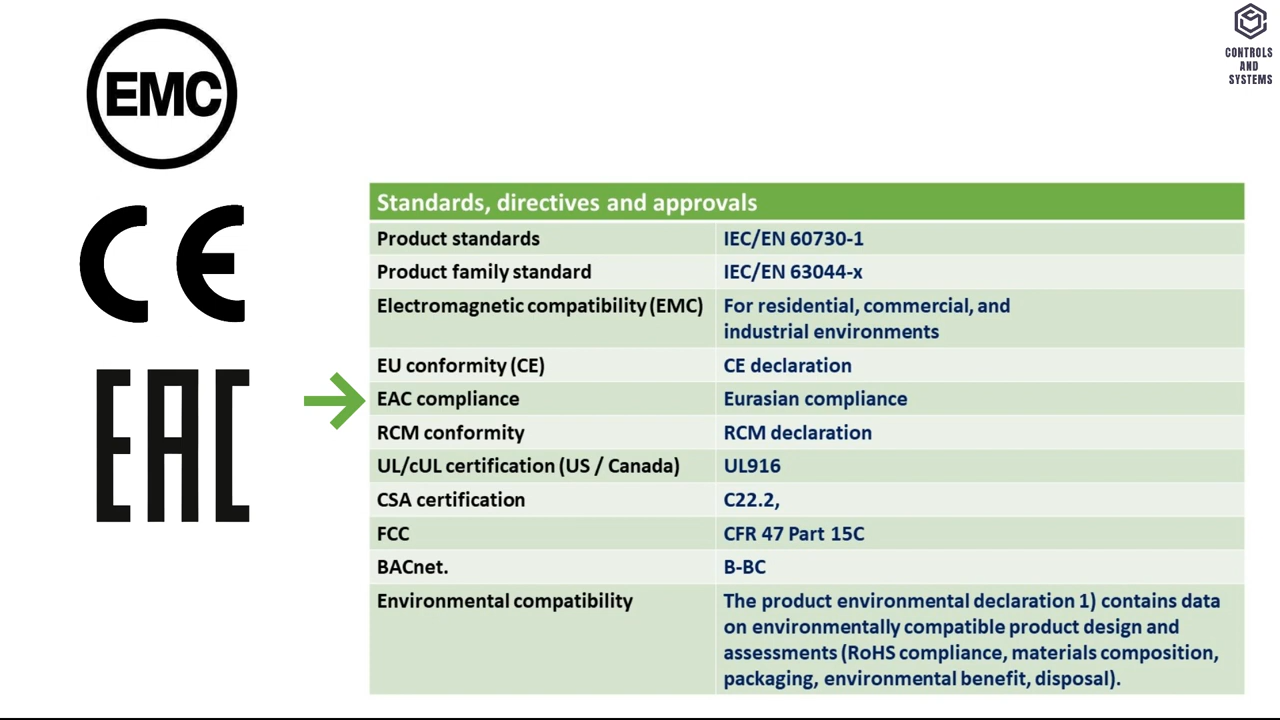 EMC
CE
EAC
CONTROLS
AND
SYSTEMS
Standards, directives and approvals
Product standards IEC/EN 60730-1
Product family standard IEC/EN 63044-x
Electromagnetic compatibility (EMC) For residential, commercial, and
industrial environments
EU conformity (CE) CE declaration
EAC compliance Eurasian compliance
RCM conformity RCM declaration
UL/cUL certification (US / Canada) UL916
CSA certification C22.2,
FCC CFR 47 Part 15C
BACnet. B-BC
Environmental compatibility The product environmental declaration 1) contains data
on environmentally compatible product design and
assessments (RoHS compliance, materials composition,
packaging, environmental benefit, disposal).